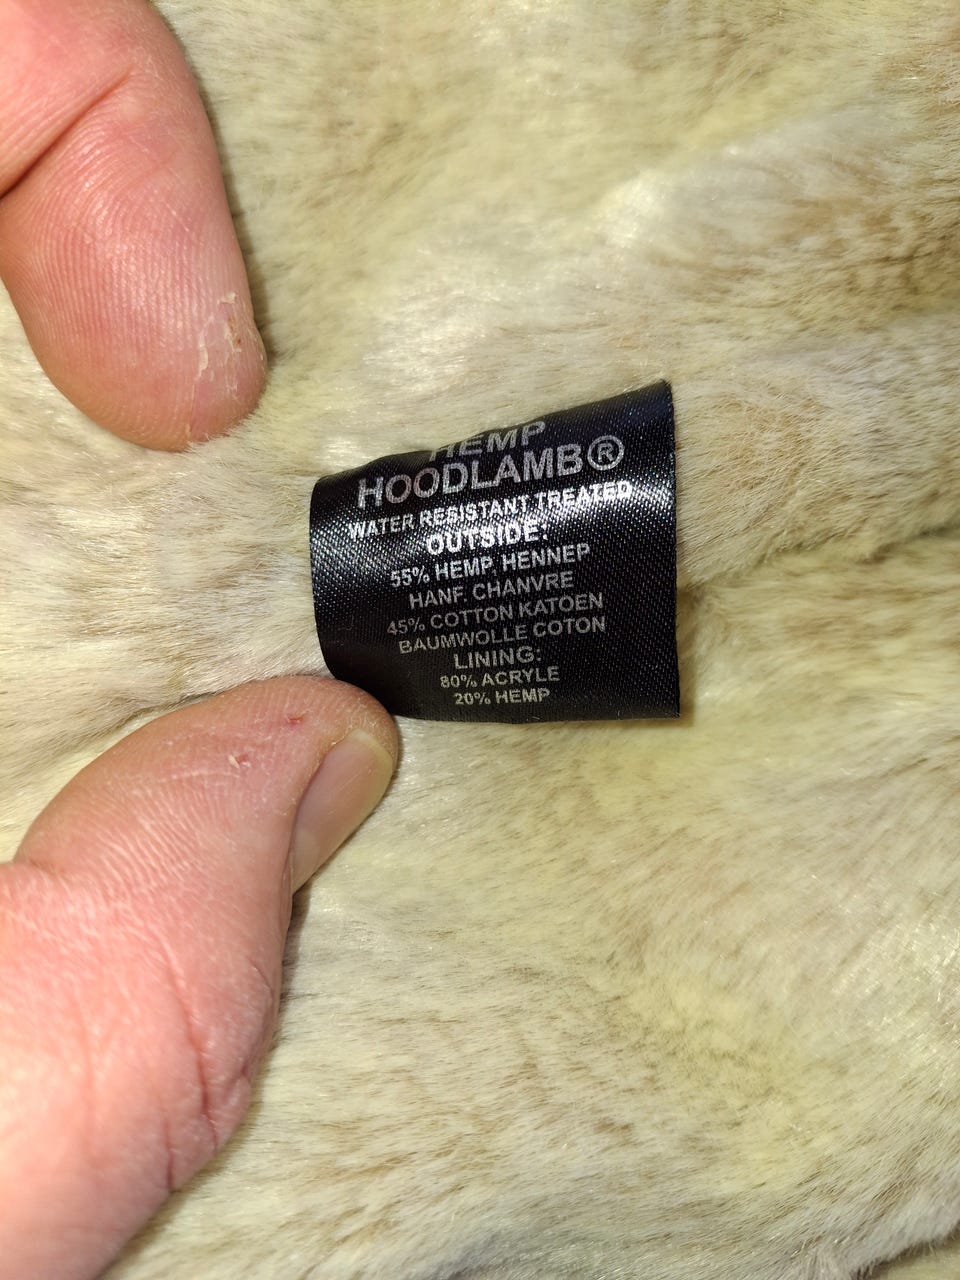 HEMP
HOODLAMB®
WATER RESISTANT TREATED
OUTSIDE:
55% HEMP. HENNEP
HANF. CHANVRE
45% COTTON KATOEN
BAUMWOLLE COTON
LINING:
80% ACRYLE
20% HEMP